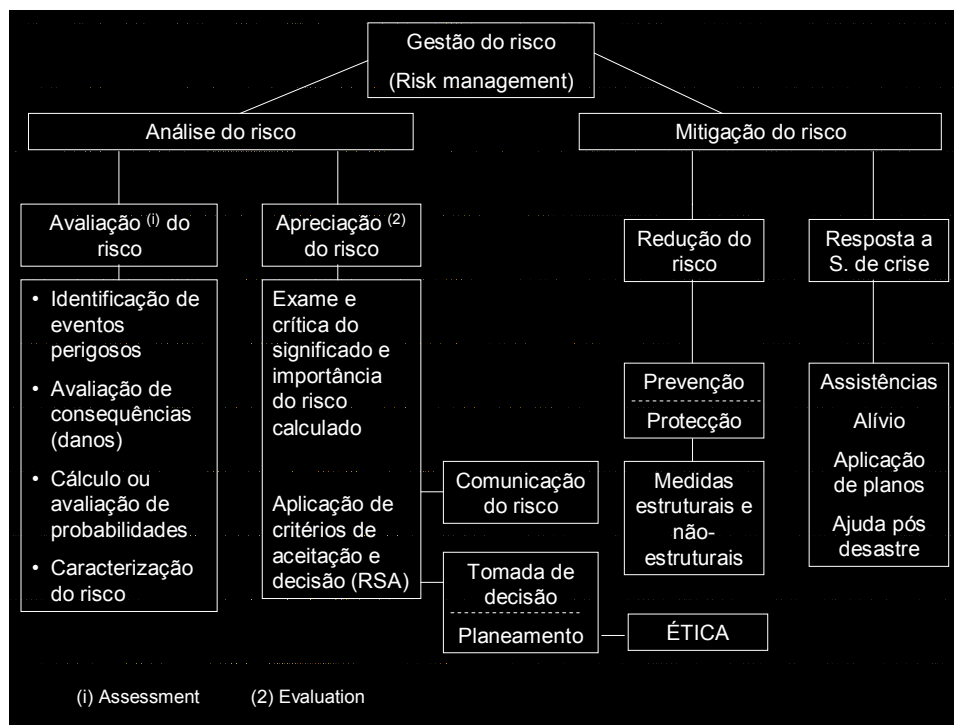 Gestão do risco
(Risk management)
Análise do risco
Mitigação do risco
Avaliação (i) do
risco
Apreciação (2)
do risco
Redução do
risco
Resposta a
S. de crise
• Identificação de
eventos
perigosos
• Avaliação de
consequências
(danos)
• Cálculo ou
avaliação de
probabilidades
• Caracterização
do risco
Exame e
crítica do
significado e
importância
do risco
calculado
Aplicação de
critérios de
aceitação e
decisão (RSA)
Comunicação
do risco
Tomada de
decisão
Planeamento
ÉTICA
Prevenção
Protecção
Medidas
estruturais e
não-
estruturais
Assistências
Alívio
Aplicação
de planos
Ajuda pós
desastre
(i) Assessment
(2) Evaluation